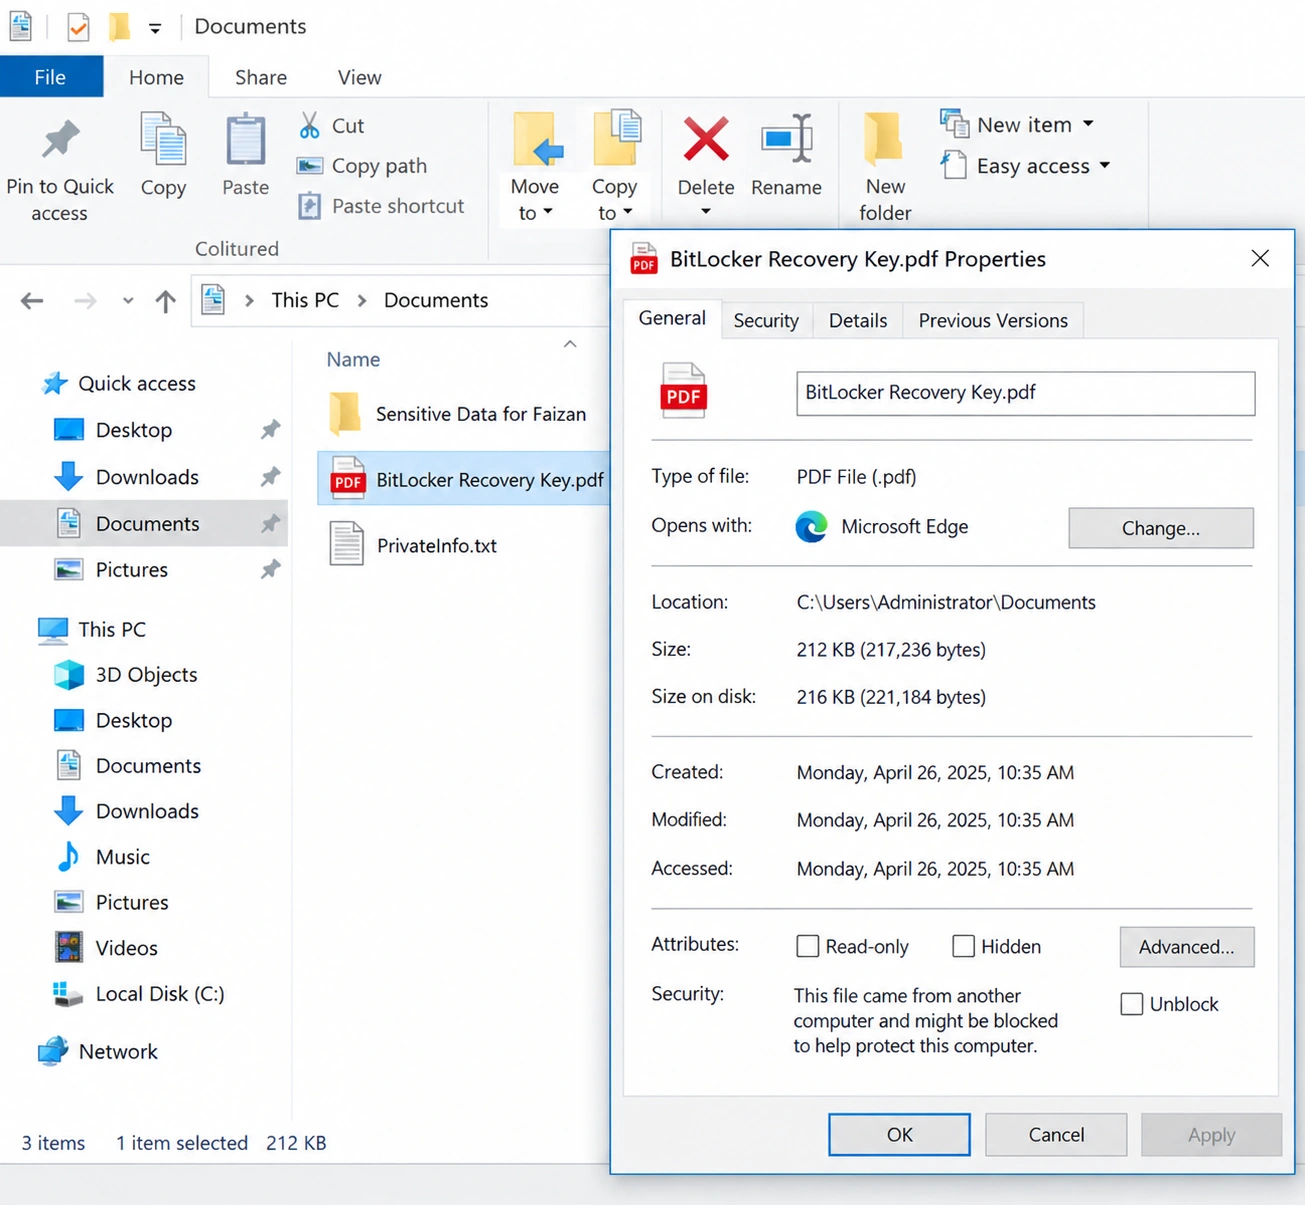 Documents
File
Home
Share
View
Pin to Quick
access
Copy
Paste
Cut
Copy path
Paste shortcut
Colitured
Move
to
Copy
to
Delete
Rename
New
folder
New item
Easy access
This PC
Documents
Name
Quick access
Desktop
Downloads
Documents
Pictures
This PC
3D Objects
Desktop
Documents
Downloads
Music
Pictures
Videos
Local Disk (C:)
Network
Sensitive Data for Faizan
PDF
BitLocker Recovery Key.pdf
PrivateInfo.txt
3 items
1 item selected
212 KB
PDF
BitLocker Recovery Key.pdf Properties
General
Security
Details
Previous Versions
PDF
BitLocker Recovery Key.pdf
Type of file: PDF File (.pdf)
Opens with: Microsoft Edge
Change...
Location: C:\Users\Administrator\Documents
Size: 212 KB (217,236 bytes)
Size on disk: 216 KB (221,184 bytes)
Created: Monday, April 26, 2025, 10:35 AM
Modified: Monday, April 26, 2025, 10:35 AM
Accessed: Monday, April 26, 2025, 10:35 AM
Attributes: Read-only Hidden
Advanced...
Security: This file came from another
computer and might be blocked
to help protect this computer.
Unblock
OK
Cancel
Apply